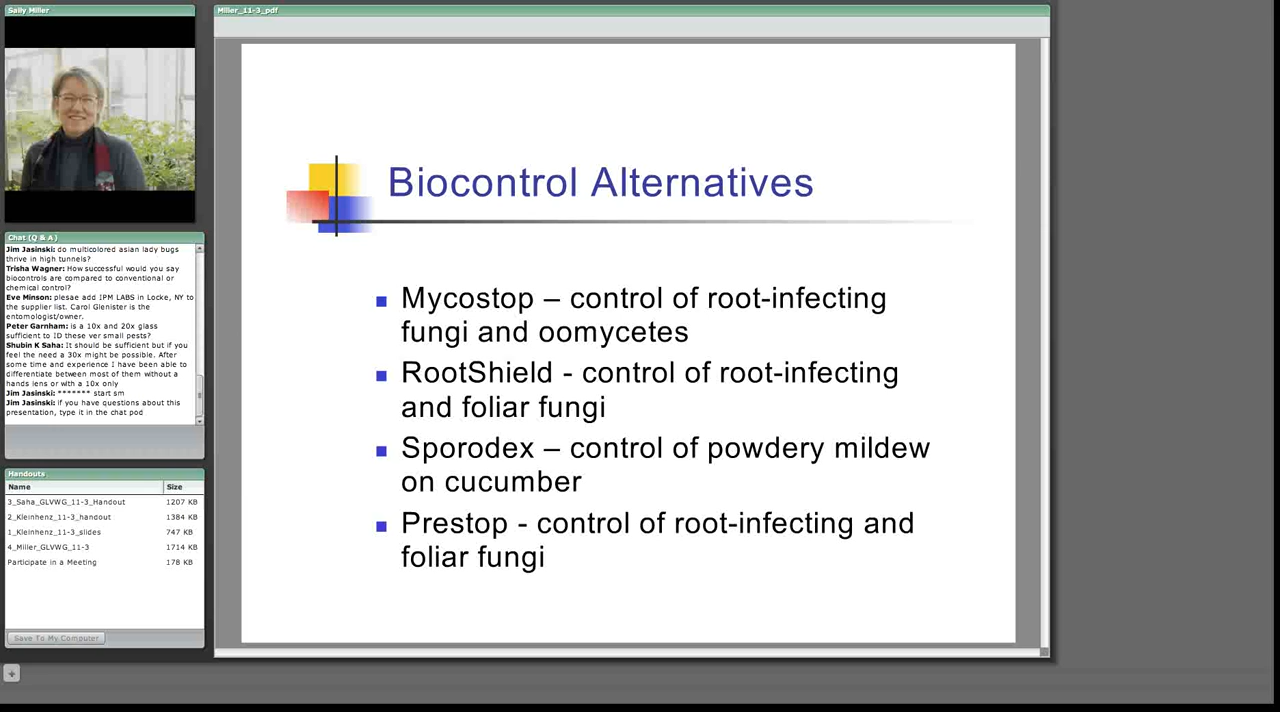 Sally Miller
Miller_11-3_pdf
Biocontrol Alternatives
Mycostop – control of root-infecting
fungi and oomycetes
RootShield - control of root-infecting
and foliar fungi
Sporodex – control of powdery mildew
on cucumber
Prestop - control of root-infecting and
foliar fungi
Chat (Q & A)
Jim Jasinski: do multicolored asian lady bugs
thrive in high tunnels?
Trisha Wagner: How successful would you say
biocontrols are compared to conventional or
chemical control?
Eve Minson: plesae add IPM LABS in Locke, NY to
the supplier list. Carol Glenister is the
entomologist/owner.
Peter Garnham: is a 10x and 20x glass
sufficient to ID these ver small pests?
Shubin K Saha: It should be sufficient but if you
feel the need a 30x might be possible. After
some time and experience I have been able to
differentiate between most of them without a
hands lens or with a 10x only
Jim Jasinski: ******* start sm
Jim Jasinski: If you have questions about this
presentation, type it in the chat pod
Handouts
Name Size
3_Saha_GLVWG_11-3_Handout 1207 KB
2_Kleinhenz_11-3_handout 1384 KB
1_Kleinhenz_11-3_slides 747 KB
4_Miller_GLVWG_11-3 1714 KB
Participate in a Meeting 178 KB
Save To My Computer